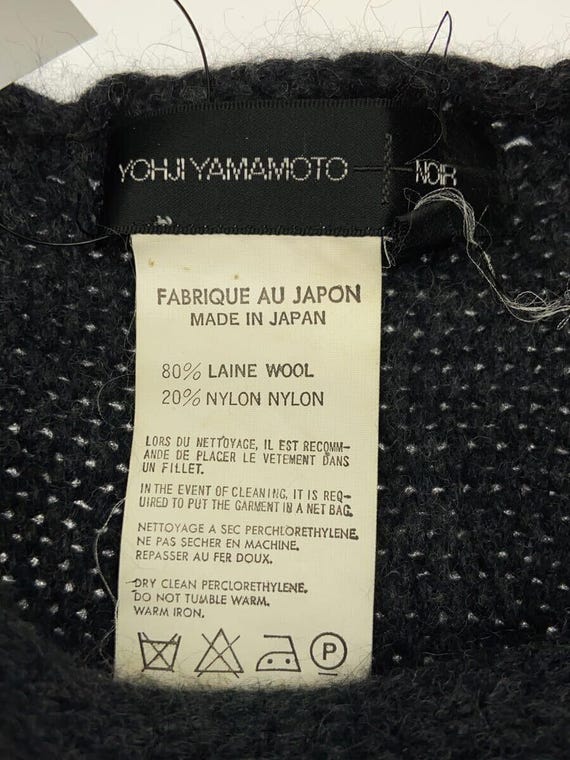 YOHJI YAMAMOTO — NOIR
FABRIQUE AU JAPON
MADE IN JAPAN
80% LAINE WOOL
20% NYLON NYLON
LORS DU NETTOYAGE, IL EST RECOMM-
ANDE DE PLACER LE VETEMENT DANS
UN FILLET.
IN THE EVENT OF CLEANING, IT IS REQ-
UIRED TO PUT THE GARMENT IN A NET BAG.
NETTOYAGE A SEC PERCHLORETHYLENE.
NE PAS SECHER EN MACHINE.
REPASSER AU FER DOUX.
DRY CLEAN PERCLORETHYLENE.
DO NOT TUMBLE WARM.
WARM IRON.
P